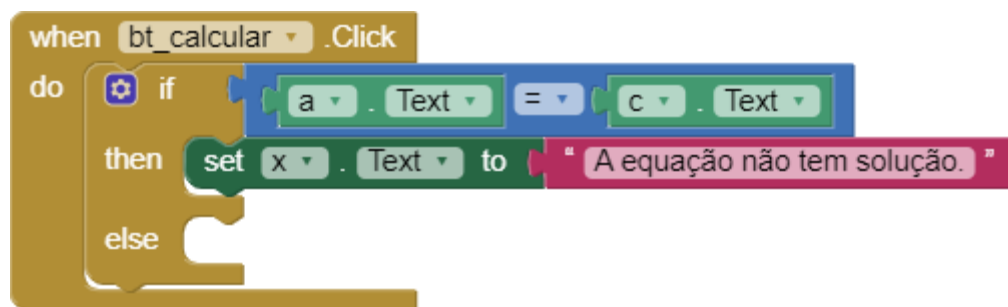 when bt_calcular .Click
do if a . Text = c . Text
then set x . Text to " A equação não tem solução. "
else